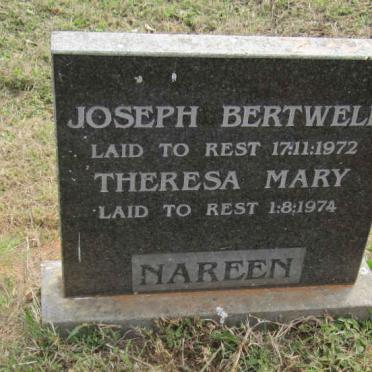 JOSEPH BERTWELL
LAID TO REST 17:11:1972
THERESA MARY
LAID TO REST 1:8:1974
NAREEN